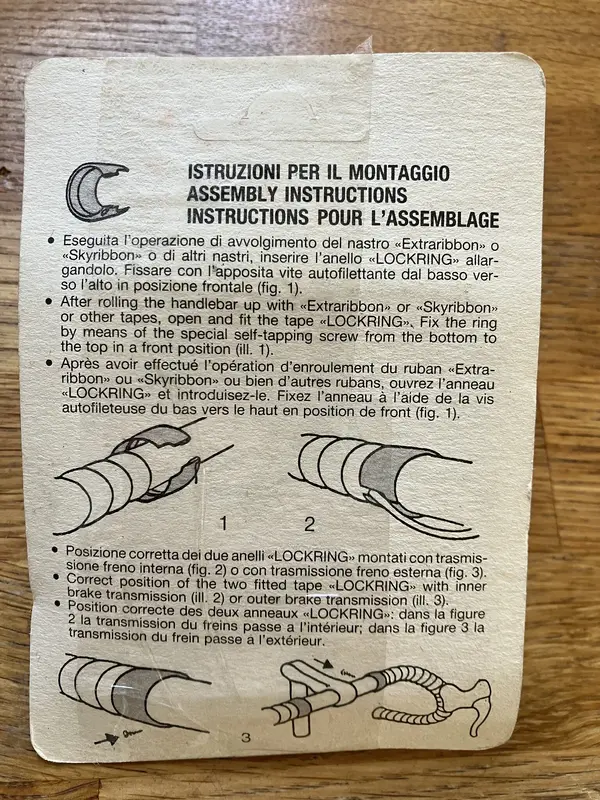 ISTRUZIONI PER IL MONTAGGIO
ASSEMBLY INSTRUCTIONS
INSTRUCTIONS POUR L'ASSEMBLAGE
• Eseguita l'operazione di avvolgimento del nastro «Extraribbon» o
«Skyribbon» o di altri nastri, inserire l'anello «LOCKRING» allar-
gandolo. Fissare con l'apposita vite autofilettante dal basso ver-
so l'alto in posizione frontale (fig. 1).
• After rolling the handlebar up with «Extraribbon» or «Skyribbon»
or other tapes, open and fit the tape «LOCKRING». Fix the ring
by means of the special self-tapping screw from the bottom to
the top in a front position (ill. 1).
• Après avoir effectué l'opération d'enroulement du ruban «Extra-
ribbon» ou «Skyribbon» ou bien d'autres rubans, ouvrez l'anneau
«LOCKRING» et introduisez-le. Fixez l'anneau à l'aide de la vis
autofileteuse du bas vers le haut en position de front (fig. 1).
1
2
• Posizione corretta dei due anelli «LOCKRING» montati con trasmis-
sione freno interna (fig. 2) o con trasmissione freno esterna (fig. 3).
• Correct position of the two fitted tape «LOCKRING» with inner
brake transmission (ill. 2) or outer brake transmission (ill. 3).
• Position correcte des deux anneaux «LOCKRING»: dans la figure
2 la transmission du freins passe a l'intérieur; dans la figure 3 la
transmission du frein passe a l'extérieur.
3